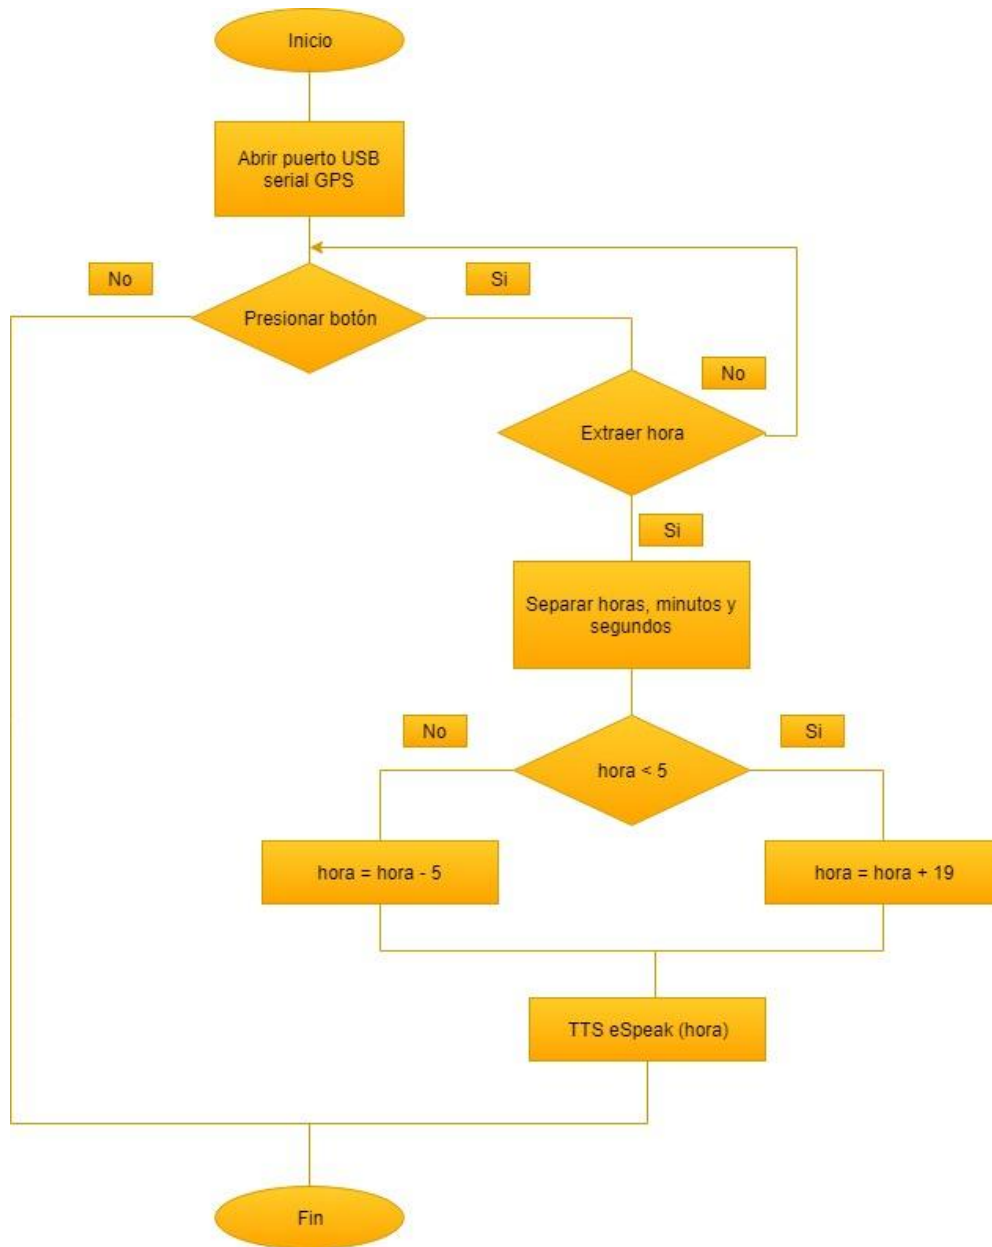 Inicio
Abrir puerto USB
serial GPS
No
Si
Presionar botón
No
Extraer hora
Si
Separar horas, minutos y
segundos
No
Si
hora < 5
hora = hora - 5
hora = hora + 19
TTS eSpeak (hora)
Fin